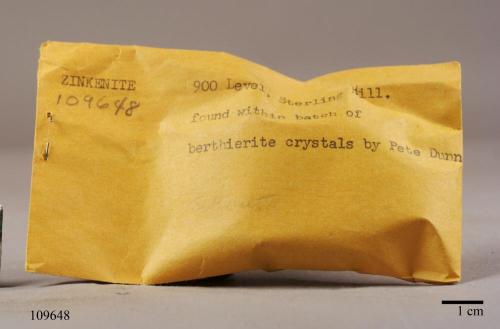 ZINKENITE
109648
900 Level, Sterling Hill.
found within batch of
berthierite crystals by Pete Dunn
109648
1 cm